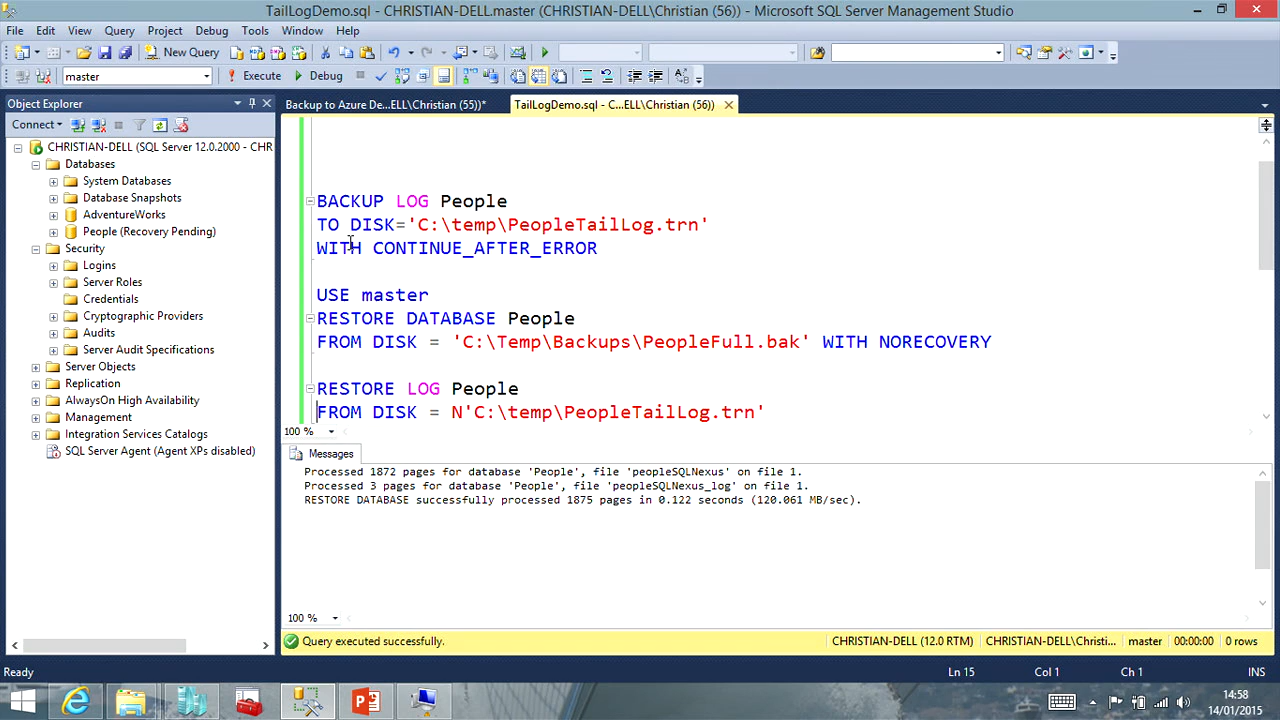 TailLogDemo.sql - CHRISTIAN-DELL.master (CHRISTIAN-DELL\Christian (56)) - Microsoft SQL Server Management Studio
File Edit View Query Project Debug Tools Window Help
New Query
master
Execute
Debug
Object Explorer
Backup to Azure De...ELL\Christian (55))*
TailLogDemo.sql - C...ELL\Christian (56))
Connect
CHRISTIAN-DELL (SQL Server 12.0.2000 - CHR
Databases
System Databases
Database Snapshots
AdventureWorks
People (Recovery Pending)
Security
Logins
Server Roles
Credentials
Cryptographic Providers
Audits
Server Audit Specifications
Server Objects
Replication
AlwaysOn High Availability
Management
Integration Services Catalogs
SQL Server Agent (Agent XPs disabled)
BACKUP LOG People
TO DISK='C:\temp\PeopleTailLog.trn'
WITH CONTINUE_AFTER_ERROR
USE master
RESTORE DATABASE People
FROM DISK = 'C:\Temp\Backups\PeopleFull.bak' WITH NORECOVERY
RESTORE LOG People
FROM DISK = N'C:\temp\PeopleTailLog.trn'
100 %
Messages
Processed 1872 pages for database 'People', file 'peopleSQLNexus' on file 1.
Processed 3 pages for database 'People', file 'peopleSQLNexus_log' on file 1.
RESTORE DATABASE successfully processed 1875 pages in 0.122 seconds (120.061 MB/sec).
100 %
Query executed successfully.
CHRISTIAN-DELL (12.0 RTM)
CHRISTIAN-DELL\Christi...
master
00:00:00
0 rows
Ready
Ln 15
Col 1
Ch 1
INS
14:58
14/01/2015